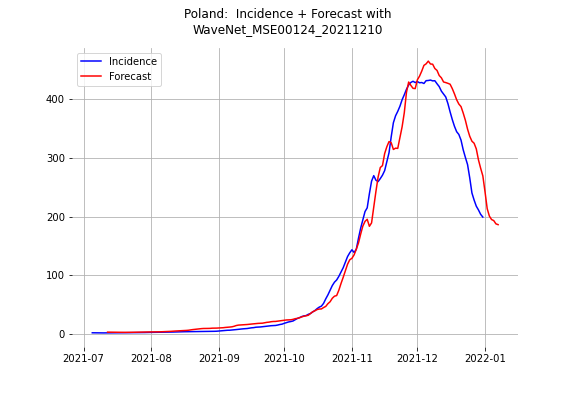 Poland:  Incidence + Forecast with
WaveNet_MSE00124_20211210
Incidence
Forecast
400
300
200
100
0
2021-07 2021-08 2021-09 2021-10 2021-11 2021-12 2022-01